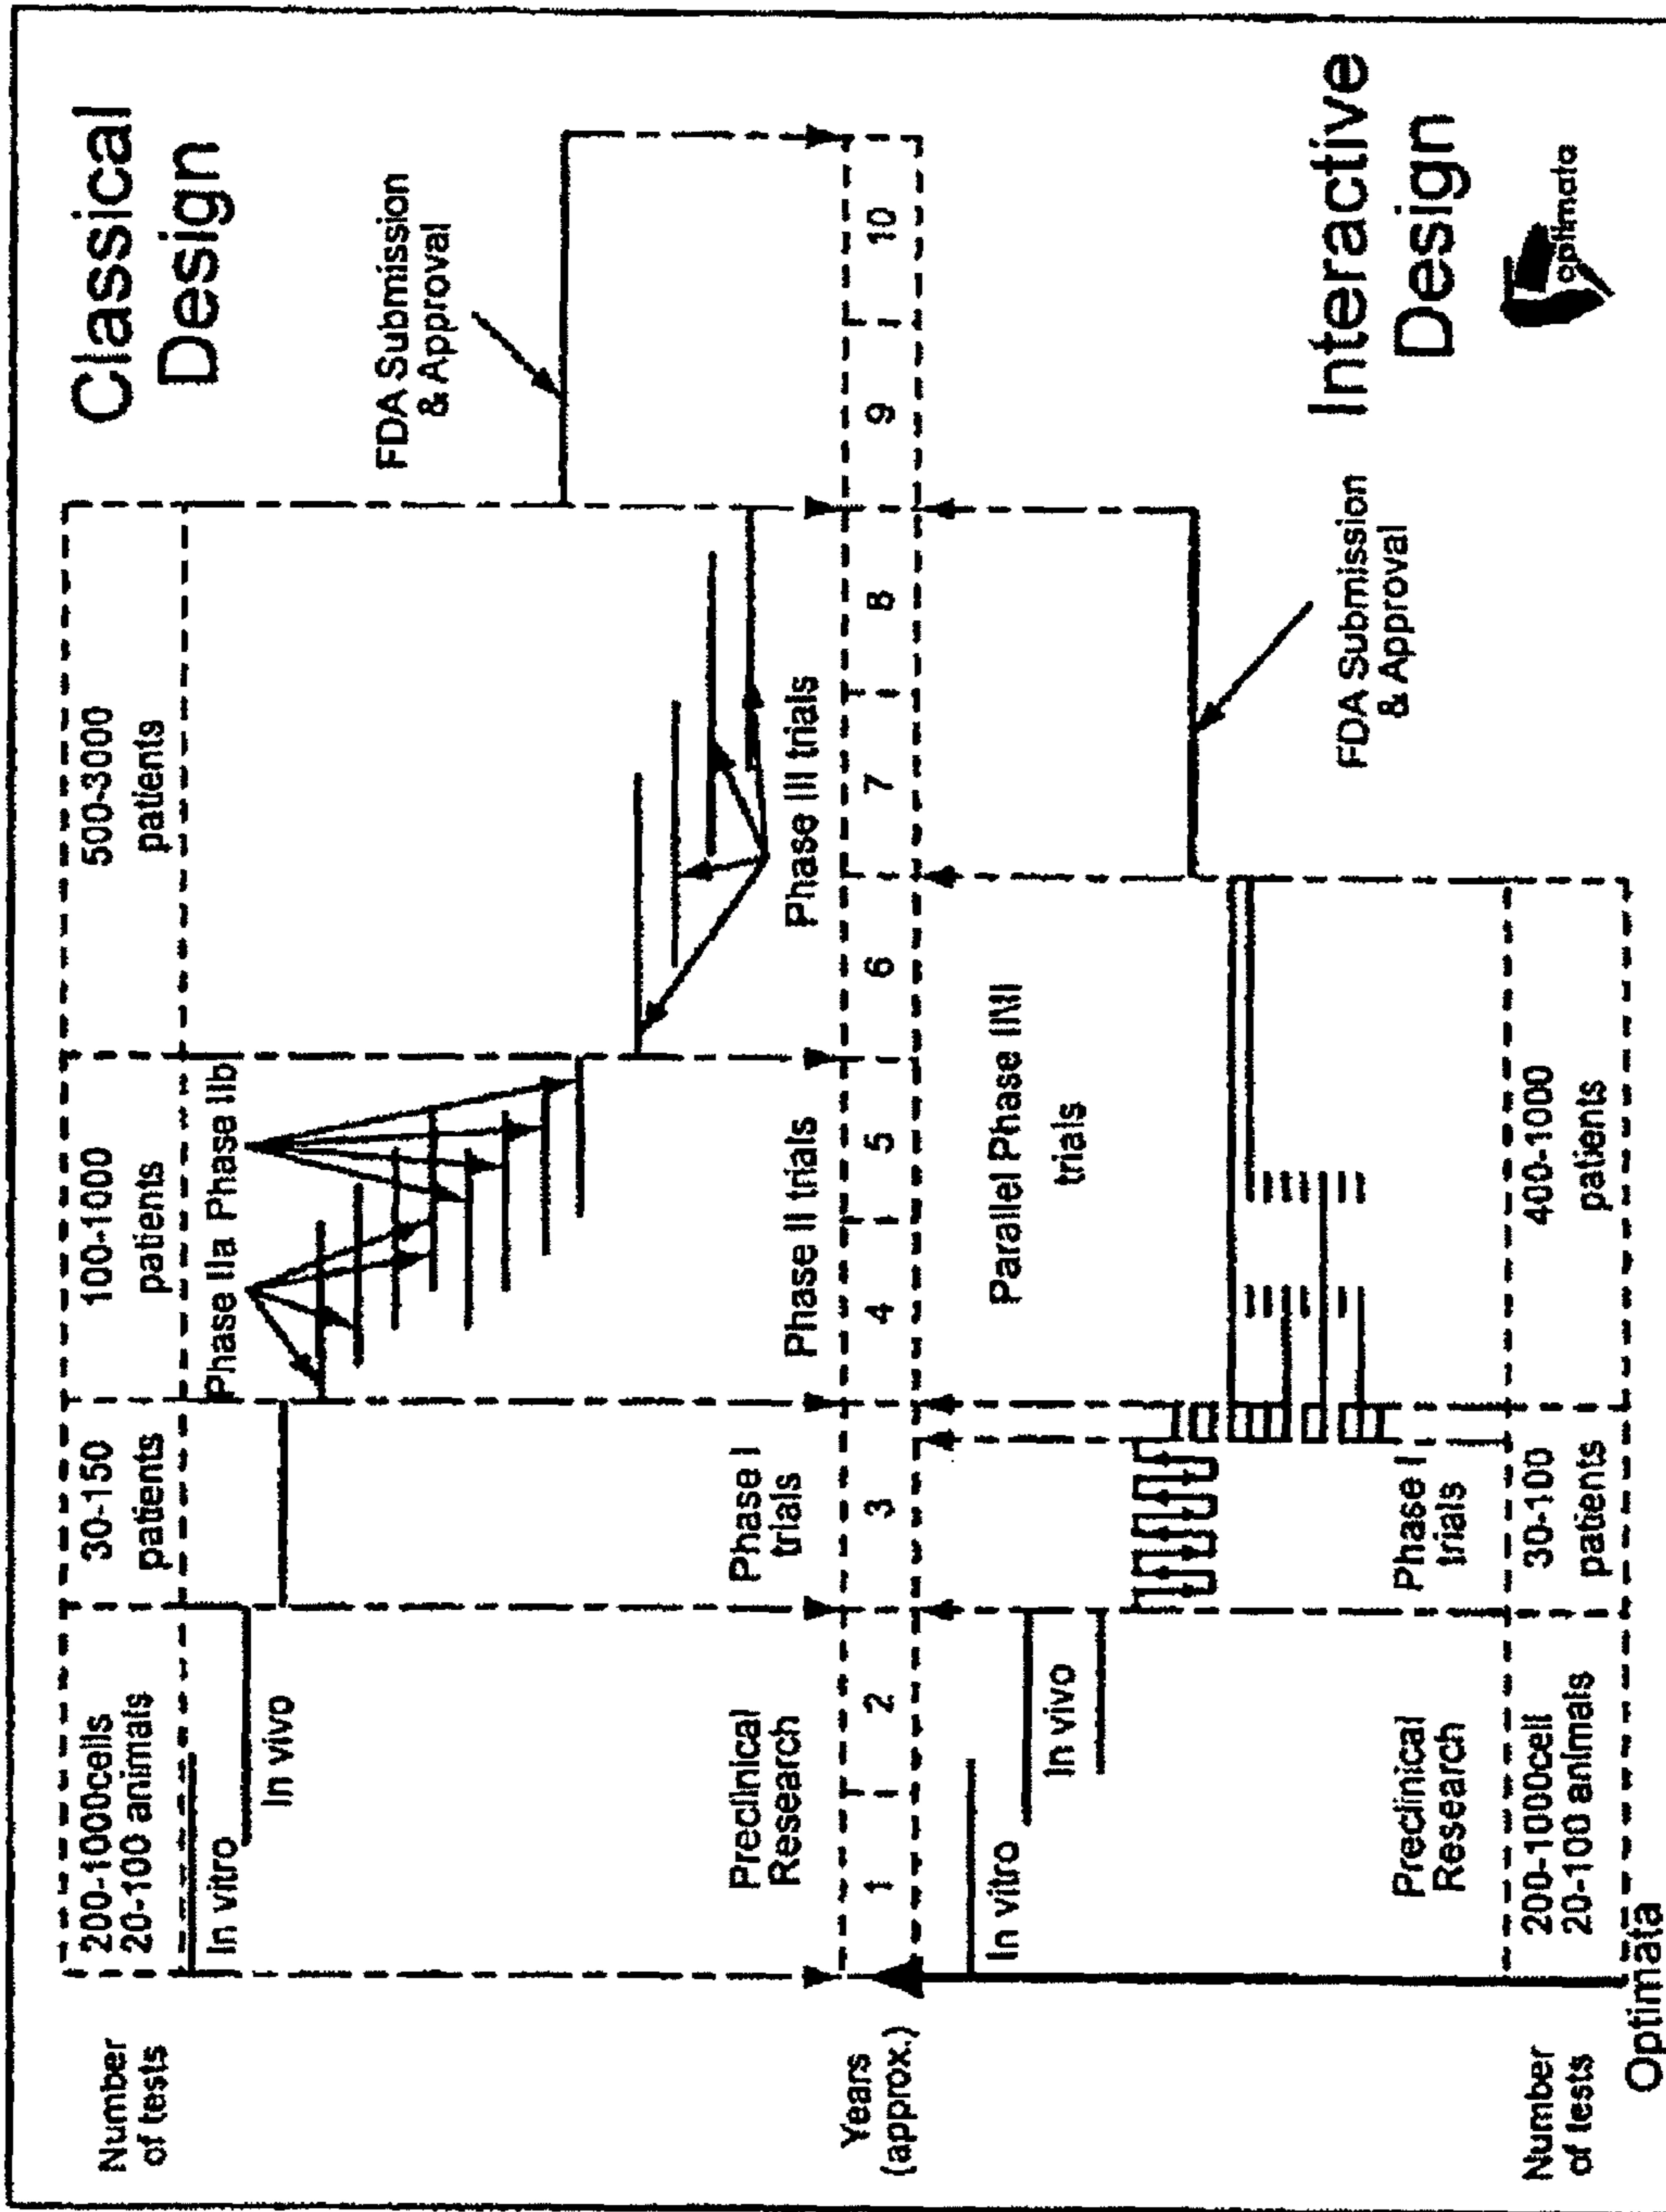 Classical
Design
Number
of tests
200-1000cells
20-100 animals
30-150
patients
100-1000
patients
500-3000
patients
In vitro
In vivo
Phase IIa Phase IIb
FDA Submission
& Approval
Preclinical
Research
Phase I
trials
Phase II trials
Phase III trials
Years
(approx.)
1 2 3 4 5 6 7 8 9 10
In vitro
In vivo
Parallel Phase
trials
FDA Submission
& Approval
Preclinical
Research
Phase I
trials
Number
of tests
200-1000cell
20-100 animals
30-100
patients
400-1000
patients
Interactive
Design
optimata
Optimata